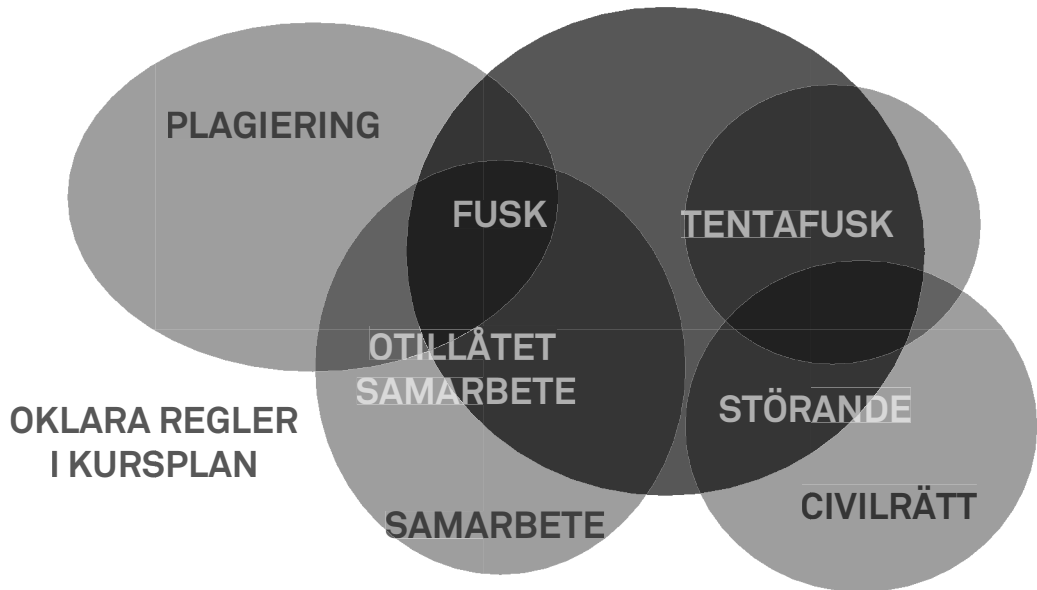 PLAGIERING
FUSK
TENTAFUSK
OTILLÅTET
SAMARBETE
STÖRANDE
OKLARA REGLER
I KURSPLAN
CIVILRÄTT
SAMARBETE